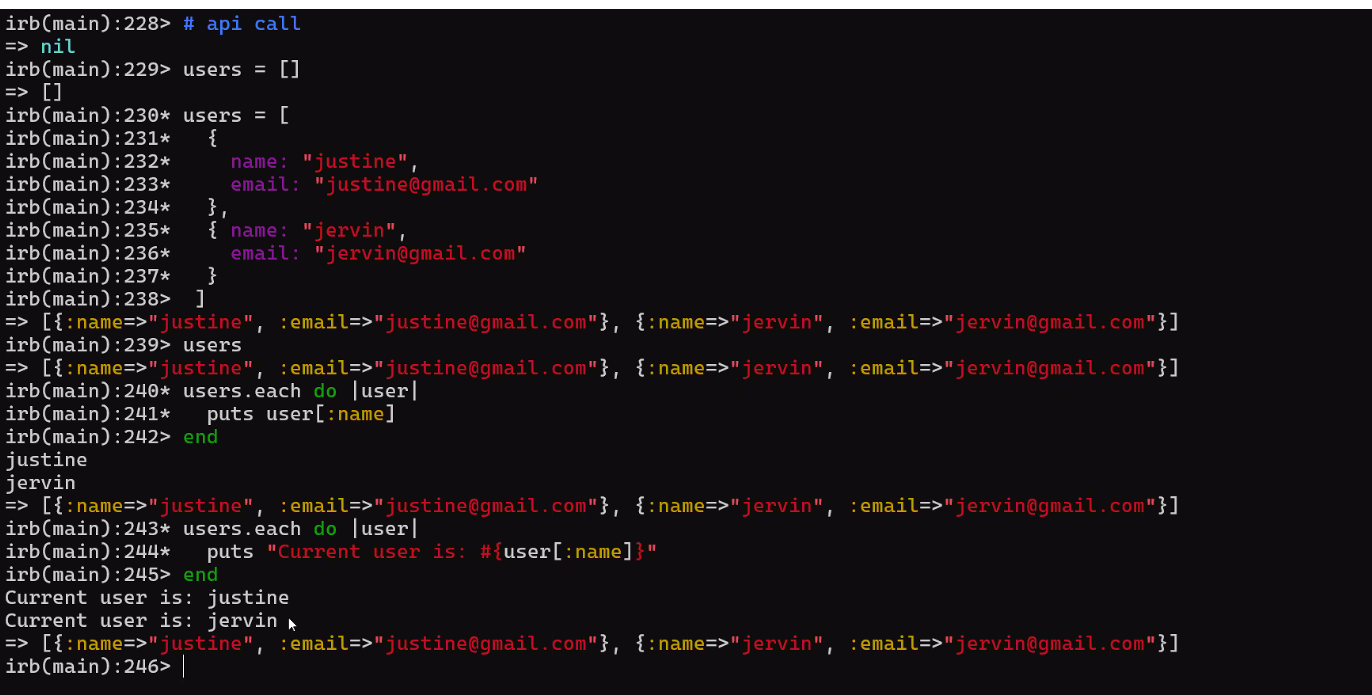 irb(main):228> # api call
=> nil
irb(main):229> users = []
=> []
irb(main):230* users = [
irb(main):231*   {
irb(main):232*     name: "justine",
irb(main):233*     email: "justine@gmail.com"
irb(main):234*   },
irb(main):235*   { name: "jervin",
irb(main):236*     email: "jervin@gmail.com"
irb(main):237*   }
irb(main):238>  ]
=> [{:name=>"justine", :email=>"justine@gmail.com"}, {:name=>"jervin", :email=>"jervin@gmail.com"}]
irb(main):239> users
=> [{:name=>"justine", :email=>"justine@gmail.com"}, {:name=>"jervin", :email=>"jervin@gmail.com"}]
irb(main):240* users.each do |user|
irb(main):241*   puts user[:name]
irb(main):242> end
justine
jervin
=> [{:name=>"justine", :email=>"justine@gmail.com"}, {:name=>"jervin", :email=>"jervin@gmail.com"}]
irb(main):243* users.each do |user|
irb(main):244*   puts "Current user is: #{user[:name]}"
irb(main):245> end
Current user is: justine
Current user is: jervin
=> [{:name=>"justine", :email=>"justine@gmail.com"}, {:name=>"jervin", :email=>"jervin@gmail.com"}]
irb(main):246>